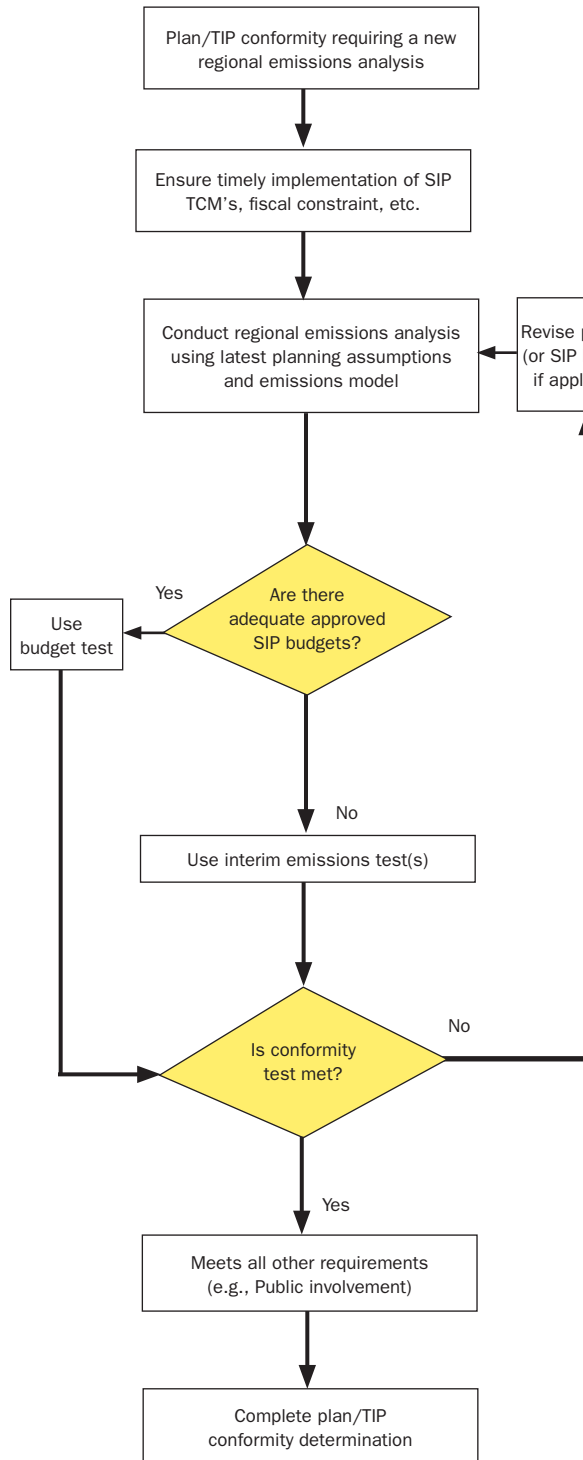 Plan/TIP conformity requiring a new
regional emissions analysis
Ensure timely implementation of SIP
TCM's, fiscal constraint, etc.
Conduct regional emissions analysis
using latest planning assumptions
and emissions model
Revise
(or SIP
if
Are there
adequate approved
SIP budgets?
Yes
Use
budget test
No
Use interim emissions test(s)
Is conformity
test met?
No
Yes
Meets all other requirements
(e.g., Public involvement)
Complete plan/TIP
conformity determination